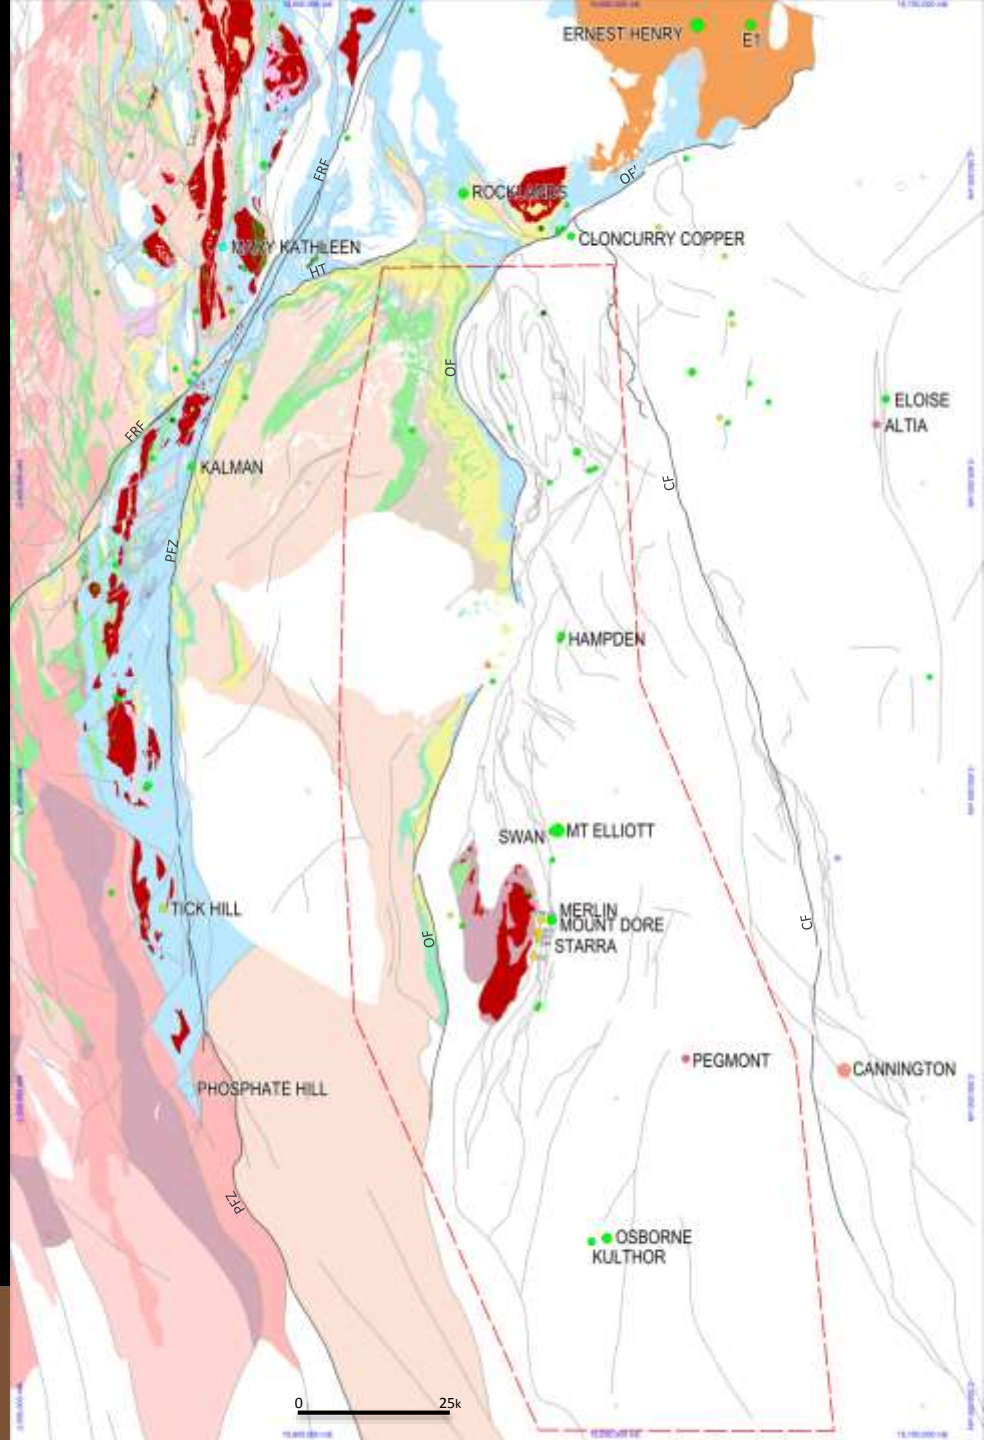 ERNEST HENRY
E1
FRF
OF'
ROCKLANDS
CLONCURRY COPPER
MARY KATHLEEN
HT
OF
ELOISE
ALTIA
FRF
KALMAN
CF
PFZ
HAMPDEN
SWAN
MT ELLIOTT
TICK HILL
MERLIN
MOUNT DORE
STARRA
OF
CF
PEGMONT
CANNINGTON
PHOSPHATE HILL
PFZ
OSBORNE
KULTHOR
0
25k